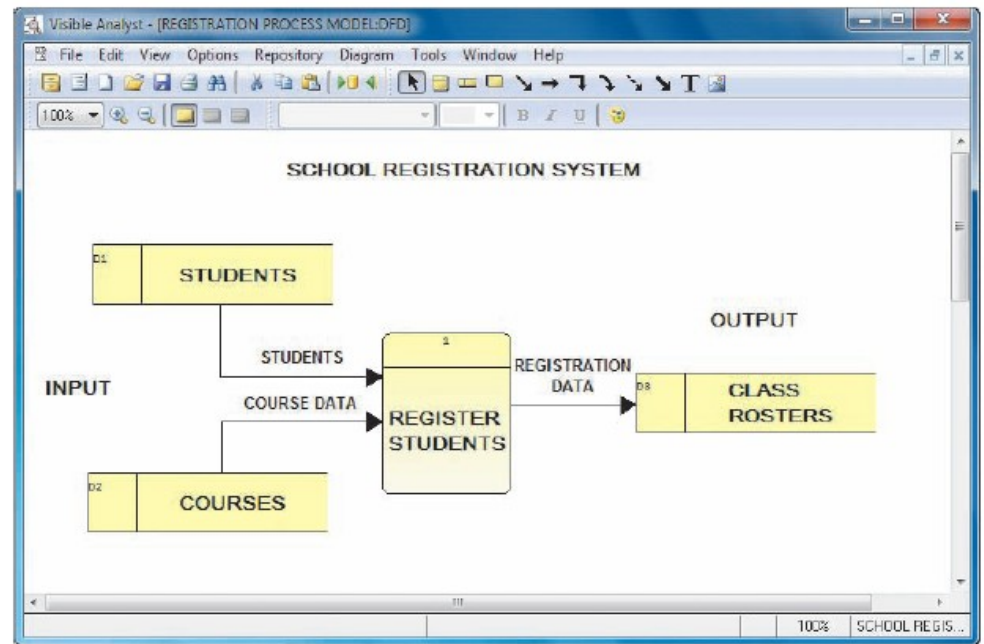 Visible Analyst - [REGISTRATION PROCESS MODEL:DFD]
File Edit View Options Repository Diagram Tools Window Help
T
100% B I U
SCHOOL REGISTRATION SYSTEM
D1
STUDENTS
OUTPUT
STUDENTS
REGISTRATION
DATA
INPUT
COURSE DATA
REGISTER
STUDENTS
D3
CLASS
ROSTERS
D2
COURSES
100% SCHOOL REGIS...